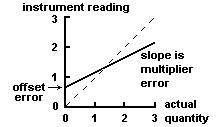 instrument reading
3
2
1
0
offset
error
slope is
multiplier
error
0
1
2
3
actual
quantity